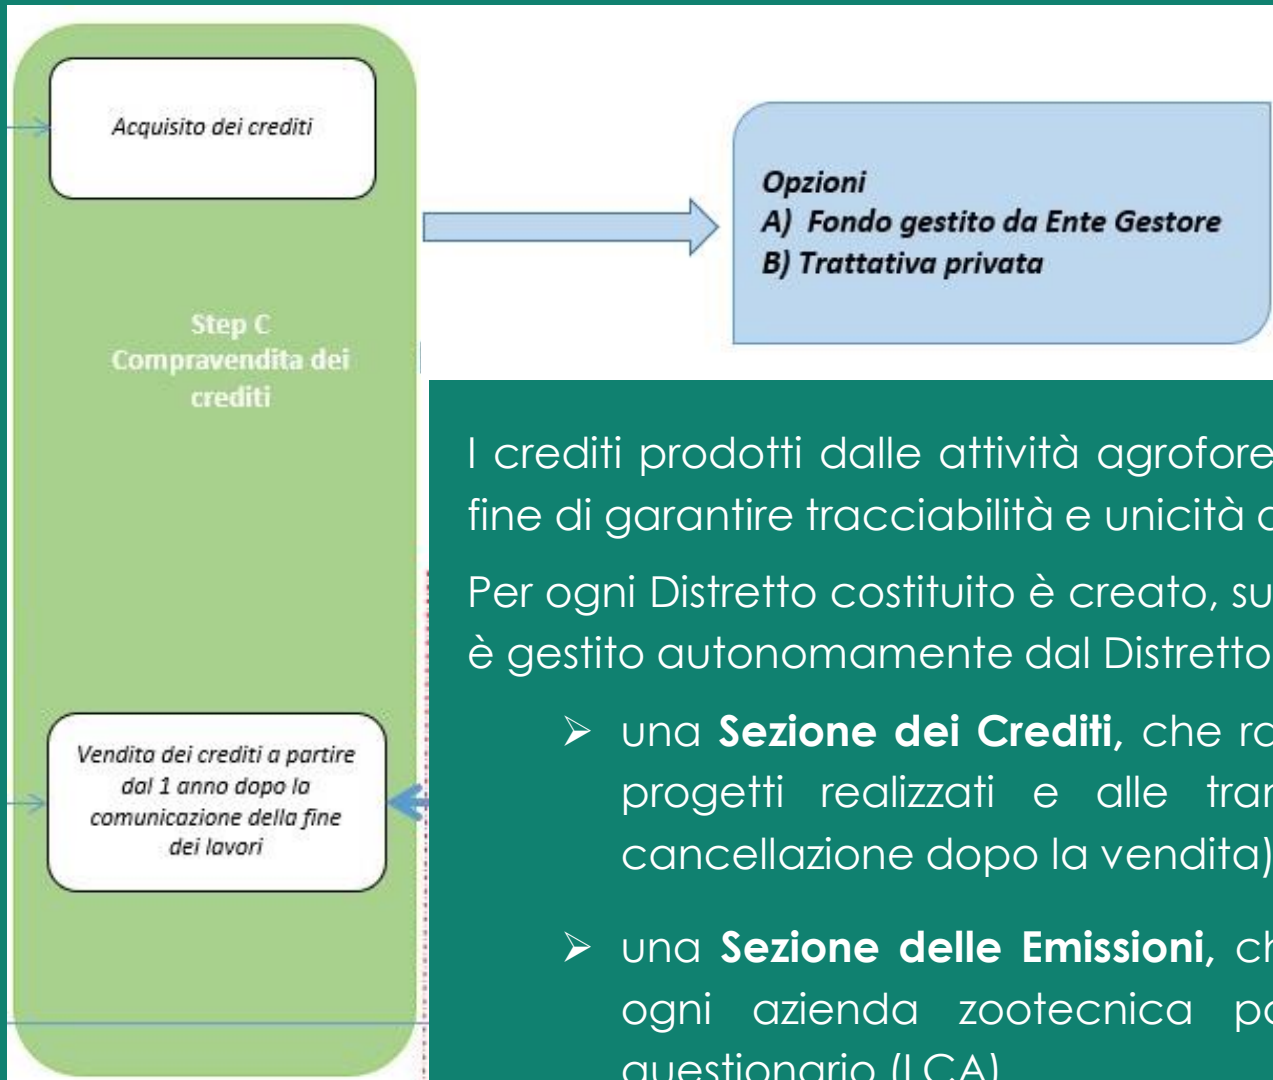 Acquisito dei crediti
Opzioni
A) Fondo gestito da Ente Gestore
B) Trattativa privata
Step C
Compravendita dei
crediti
I crediti prodotti dalle attività agrofore
fine di garantire tracciabilità e unicità
Per ogni Distretto costituito è creato, su
è gestito autonomamente dal Distretto
➢ una Sezione dei Crediti, che
progetti realizzati e alle tran
cancellazione dopo la vendita)
Vendita dei crediti a partire
dal 1 anno dopo la
comunicazione della fine
dei lavori
➢ una Sezione delle Emissioni,
ogni azienda zootecnica
questionario (LCA)